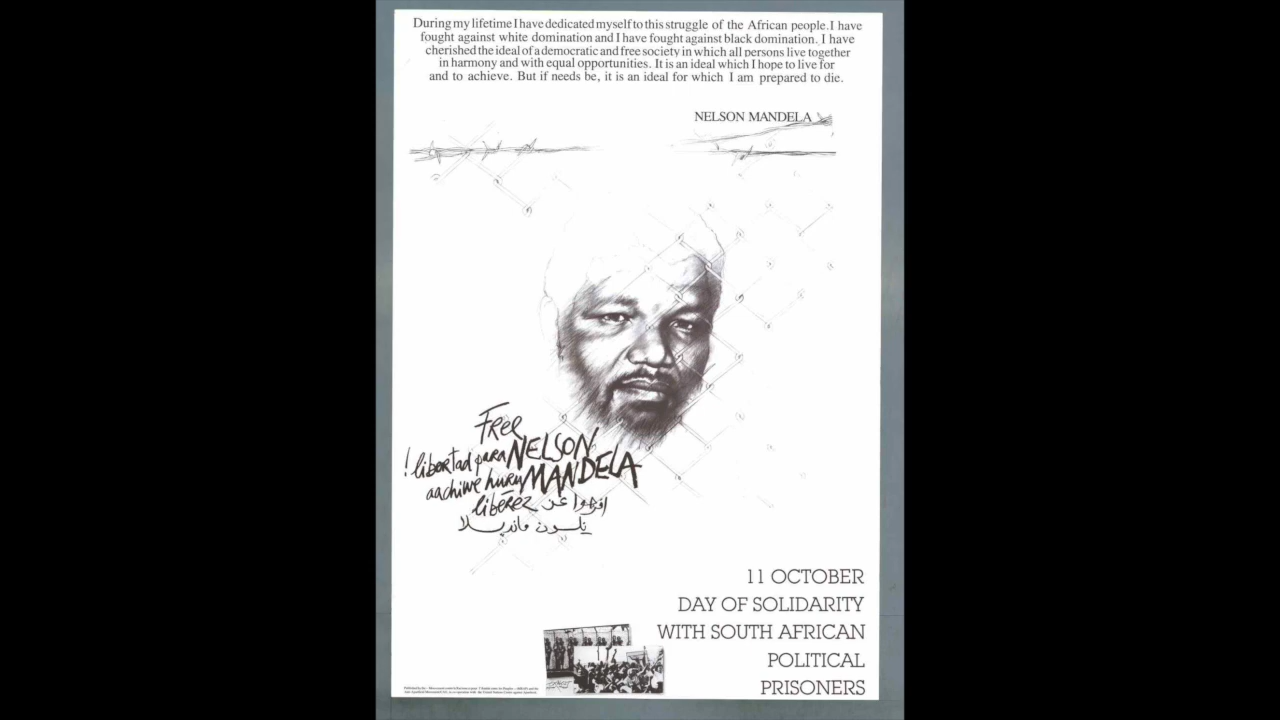 During my lifetime I have dedicated myself to this struggle of the African people. I have
fought against white domination and I have fought against black domination. I have
cherished the ideal of a democratic and free society in which all persons live together
in harmony and with equal opportunities. It is an ideal which I hope to live for
and to achieve. But if needs be, it is an ideal for which I am prepared to die.
NELSON MANDELA
FREE
! libertad para NELSON
aachiwe huru MANDELA
libérez افرجوا عن
نلسون مانديلا
11 OCTOBER
DAY OF SOLIDARITY
WITH SOUTH AFRICAN
POLITICAL
PRISONERS